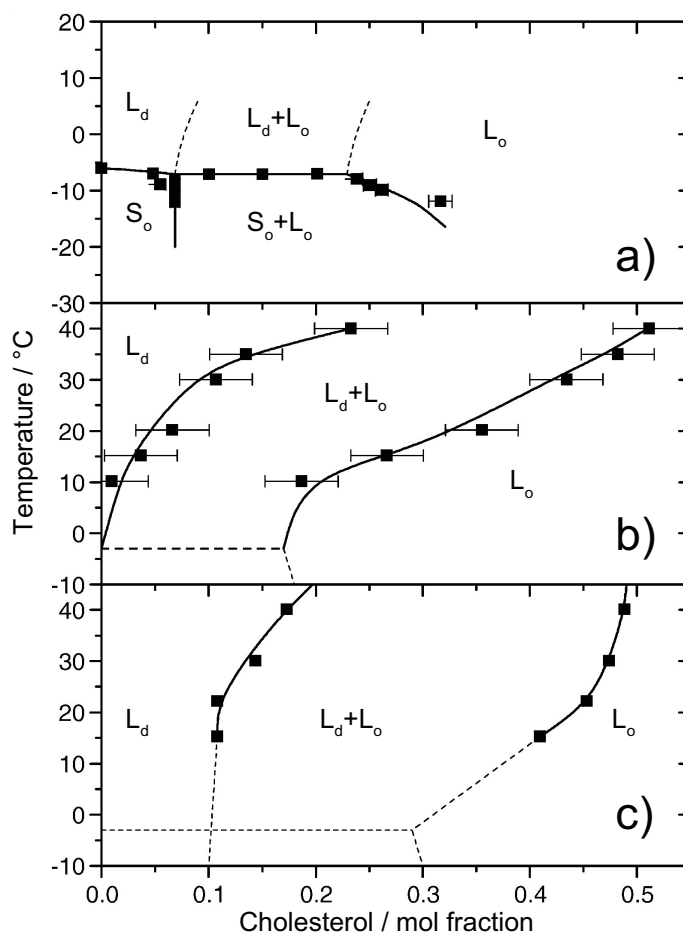 20
10
0
-10
-20
-30
L_d
L_d+L_o
L_o
S_o
S_o+L_o
a)
40
30
20
10
0
-10
L_d
L_d+L_o
L_o
b)
40
30
20
10
0
-10
L_d
L_d+L_o
L_o
c)
Temperature / °C
0.0 0.1 0.2 0.3 0.4 0.5
Cholesterol / mol fraction